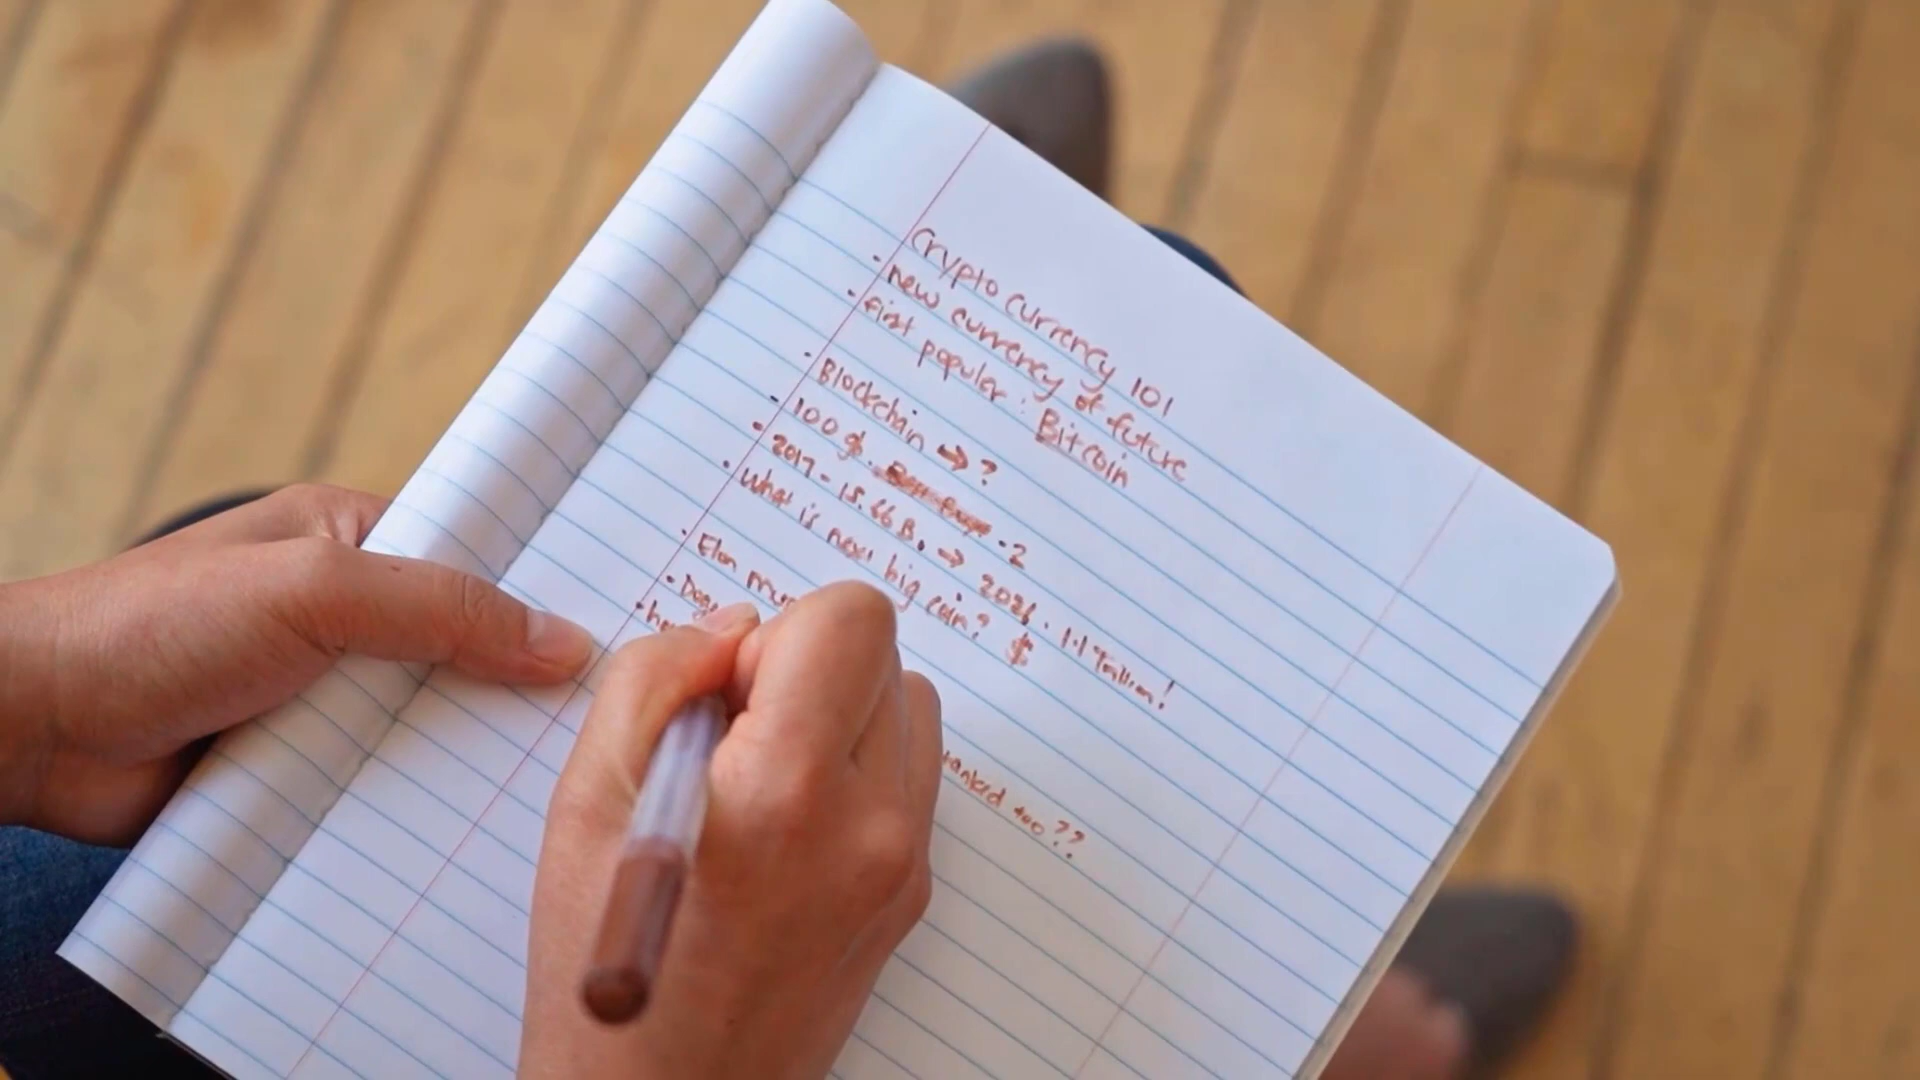 Crypto Currency 101
· new currency of future
· first popular : Bitcoin
· Blockchain → ?
- 100 $. · 2
· 2017 - 15.66 B. → 2021 · 1.1 Trillion!
· What is next big coin? $
· Elon
· Doge
tanked too ??